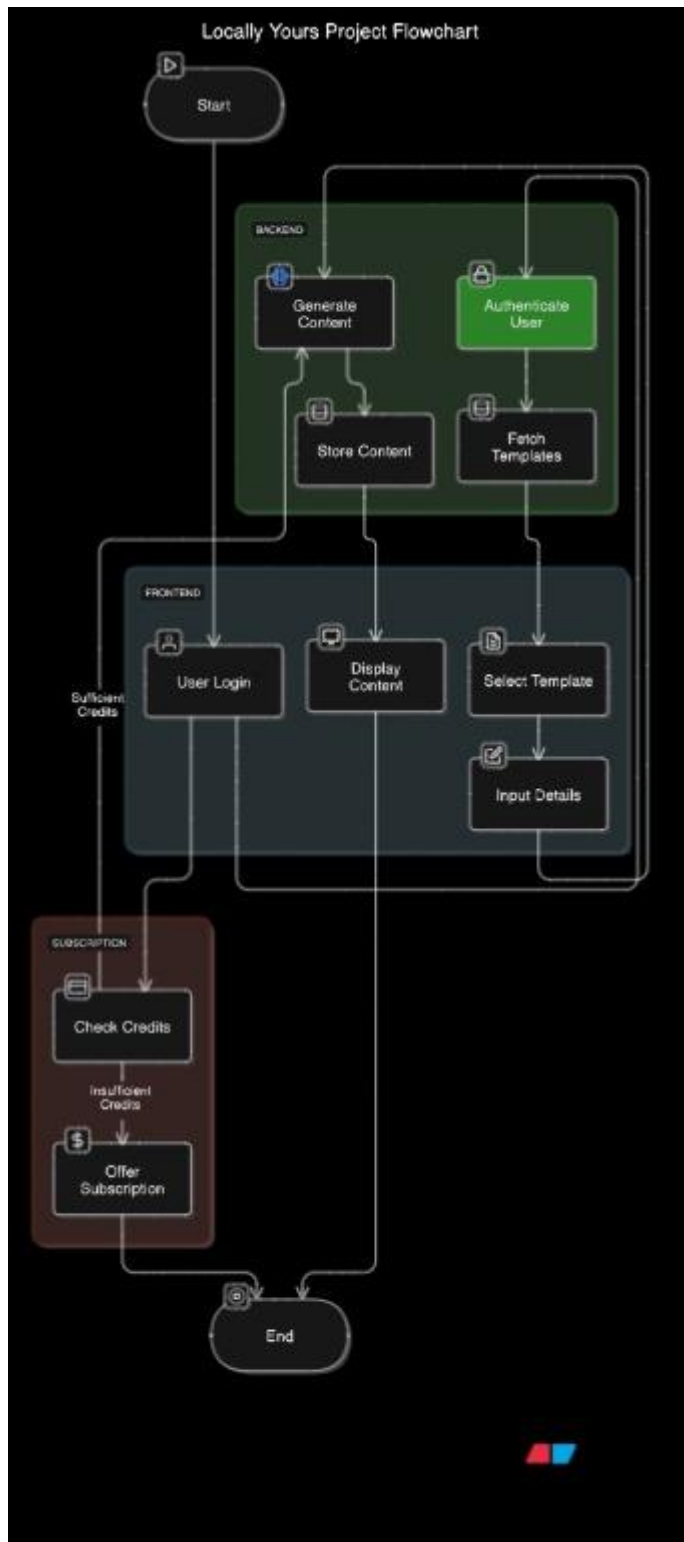 Locally Yours Project Flowchart
Start
BACKEND
Generate
Content
Authenticate
User
Store Content
Fetch
Templates
FRONTEND
User Login
Display
Content
Select Template
Sufficient
Credits
Input Details
SUBSCRIPTION
Check Credits
Insufficient
Credits
$
Offer
Subscription
End